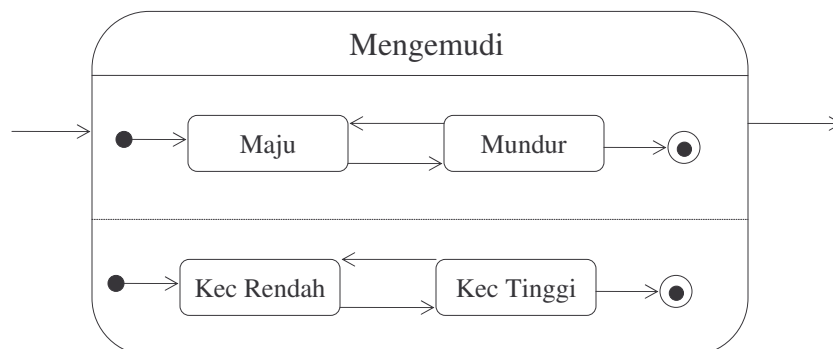 Mengemudi
Maju
Mundur
Kec Rendah
Kec Tinggi